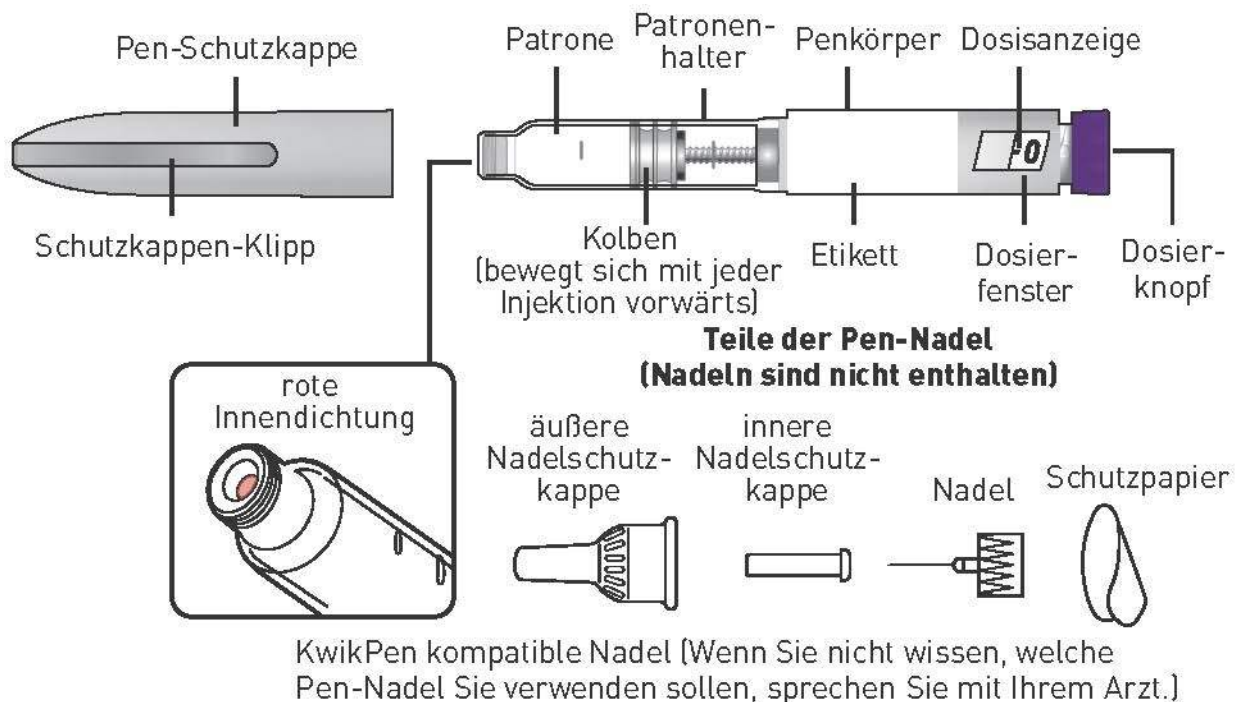 Pen-Schutzkappe
Patrone
Patronen-
halter
Penkörper
Dosisanzeige
-0
Schutzkappen-Klipp
Kolben
(bewegt sich mit jeder
Injektion vorwärts)
Etikett
Dosier-
fenster
Dosier-
knopf
Teile der Pen-Nadel
(Nadeln sind nicht enthalten)
rote
Innendichtung
äußere
Nadelschutz-
kappe
innere
Nadelschutz-
kappe
Nadel
Schutzpapier
KwikPen kompatible Nadel (Wenn Sie nicht wissen, welche
Pen-Nadel Sie verwenden sollen, sprechen Sie mit Ihrem Arzt.)